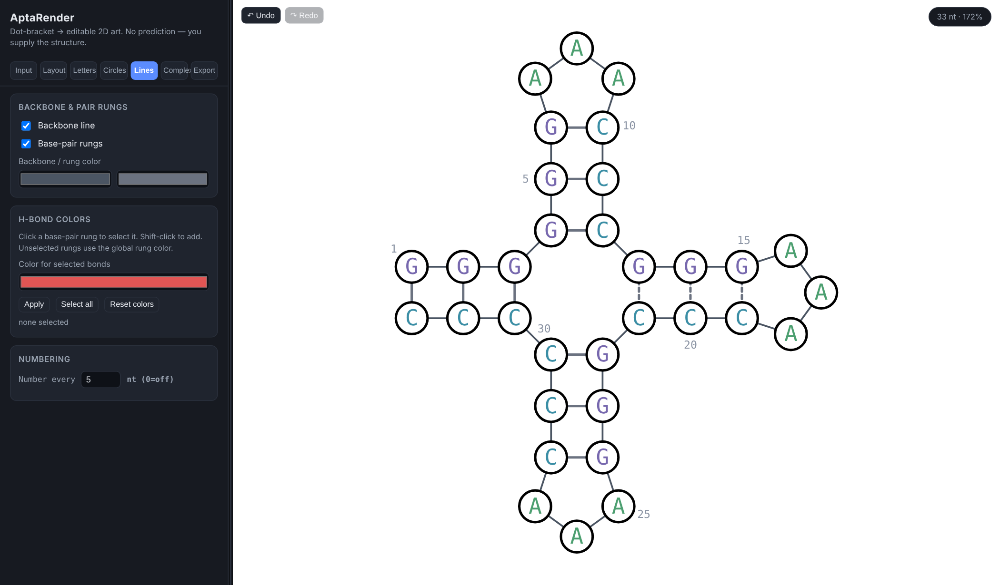 AptaRender
Dot-bracket → editable 2D art. No prediction — you
supply the structure.
Input Layout Letters Circles Lines Complex Export
BACKBONE & PAIR RUNGS
Backbone line
Base-pair rungs
Backbone / rung color
H-BOND COLORS
Click a base-pair rung to select it. Shift-click to add.
Unselected rungs use the global rung color.
Color for selected bonds
Apply Select all Reset colors
none selected
NUMBERING
Number every 5 nt (0=off)
↶ Undo ↷ Redo
33 nt · 172%
A
A A
G C 10
5 G C
G C
15
1 G G G G G G A
A
C C C C C C A
30 20
C G
C G
C G
A A 25
A